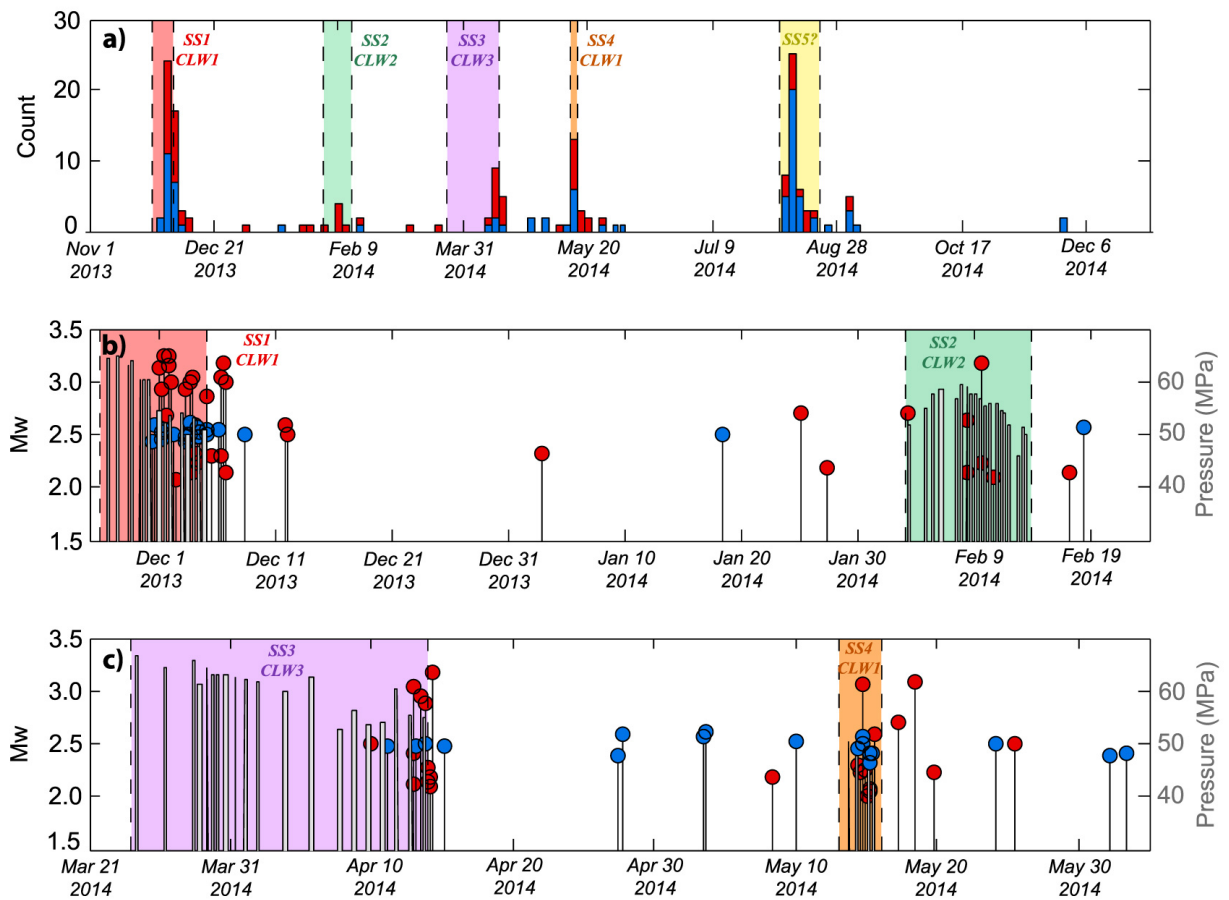 a)
30
20
10
0
Count
SS1
CLW1
SS2
CLW2
SS3
CLW3
SS4
CLW1
SS5?
Nov 1
2013
Dec 21
2013
Feb 9
2014
Mar 31
2014
May 20
2014
Jul 9
2014
Aug 28
2014
Oct 17
2014
Dec 6
2014
b)
3.5
3.0
2.5
2.0
1.5
Mw
SS1
CLW1
SS2
CLW2
60
50
40
Pressure (MPa)
Dec 1
2013
Dec 11
2013
Dec 21
2013
Dec 31
2013
Jan 10
2014
Jan 20
2014
Jan 30
2014
Feb 9
2014
Feb 19
2014
c)
3.5
3.0
2.5
2.0
1.5
Mw
SS3
CLW3
SS4
CLW1
60
50
40
Pressure (MPa)
Mar 21
2014
Mar 31
2014
Apr 10
2014
Apr 20
2014
Apr 30
2014
May 10
2014
May 20
2014
May 30
2014